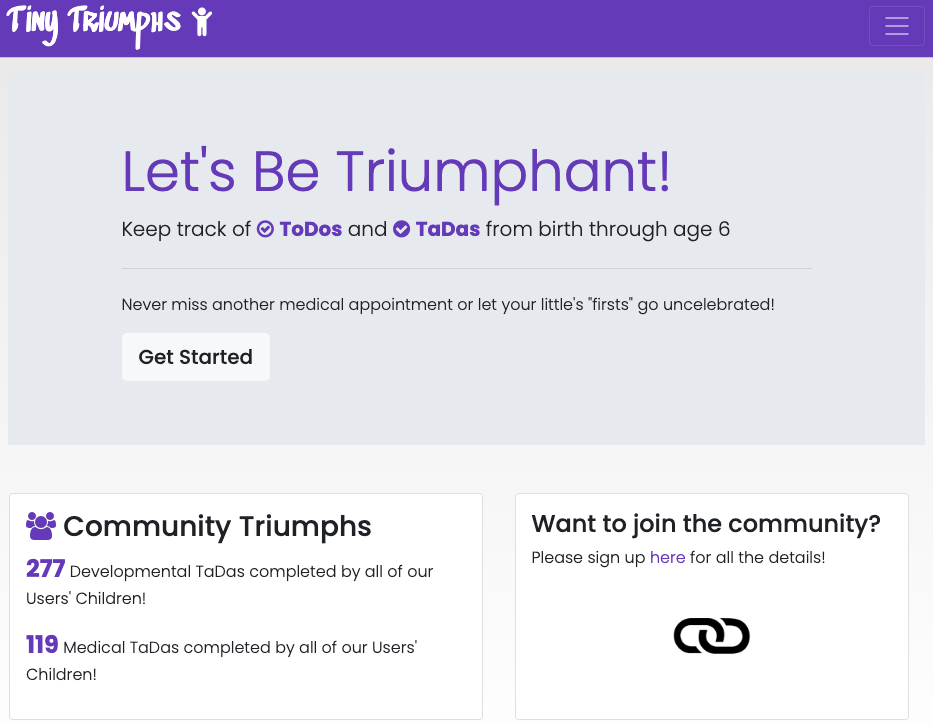 Tiny Triumphs
Let's Be Triumphant!
Keep track of ToDos and TaDas from birth through age 6
Never miss another medical appointment or let your little's "firsts" go uncelebrated!
Get Started
Community Triumphs
277 Developmental TaDas completed by all of our
Users' Children!
119 Medical TaDas completed by all of our Users'
Children!
Want to join the community?
Please sign up here for all the details!